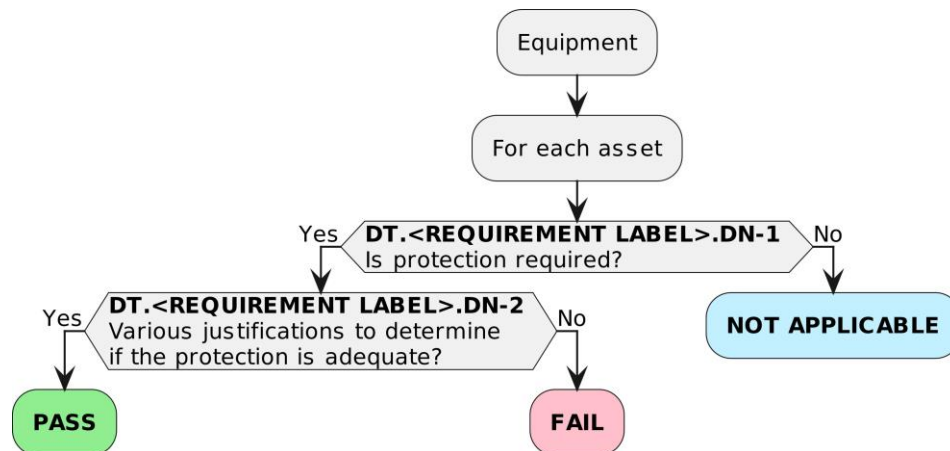 Equipment
For each asset
Yes
DT.<REQUIREMENT LABEL>.DN-1
Is protection required?
No
Yes
DT.<REQUIREMENT LABEL>.DN-2
Various justifications to determine
if the protection is adequate?
No
NOT APPLICABLE
PASS
FAIL